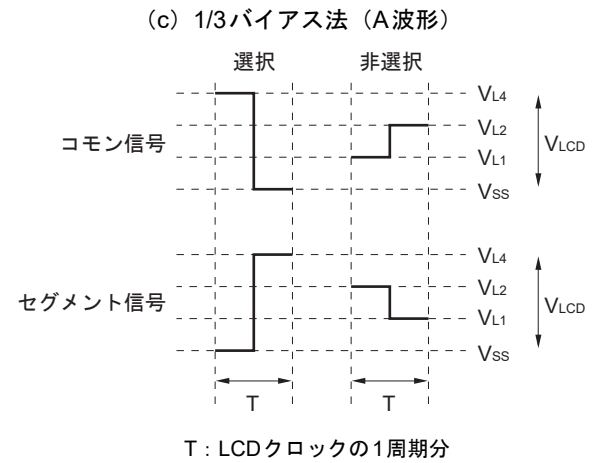 （c）1/3バイアス法（A波形）
選択 非選択
VL4
VL2
コモン信号 VLCD
VL1
VSS
VL4
VL2
セグメント信号 VLCD
VL1
VSS
T T
T：LCDクロックの1周期分